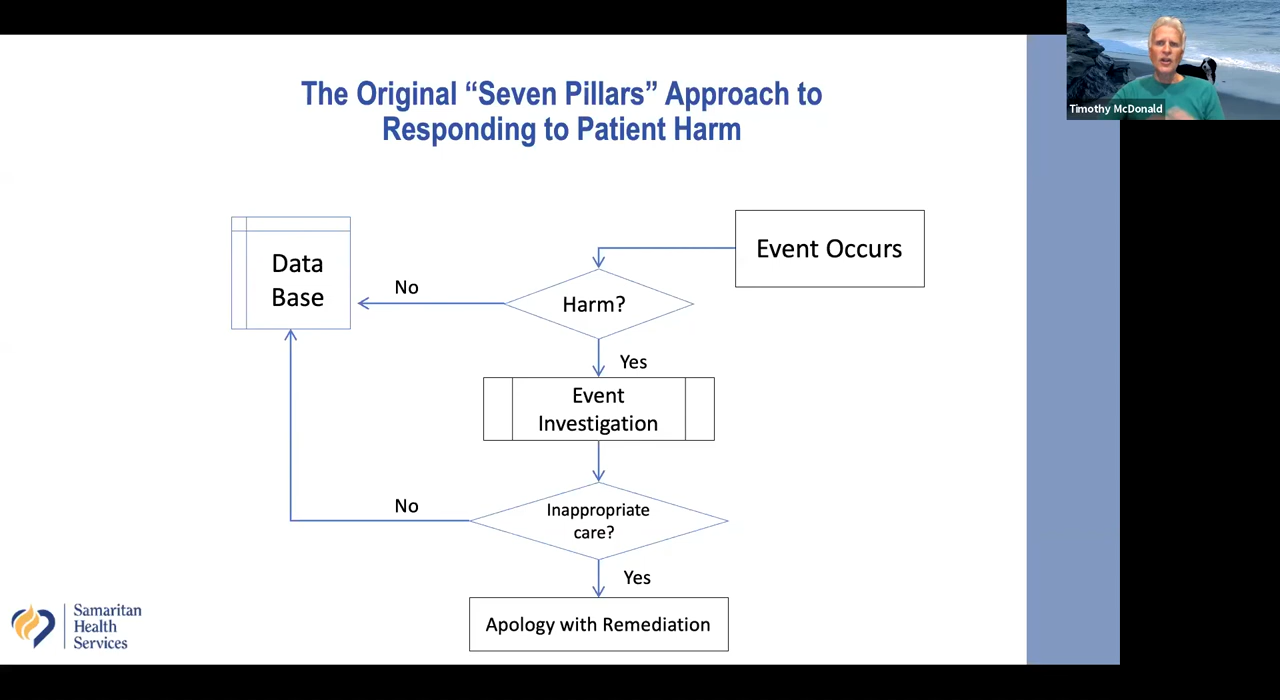 The Original “Seven Pillars” Approach to
Responding to Patient Harm
Timothy McDonald
Event Occurs
Data
Base
No
Harm?
Yes
Event
Investigation
No
Inappropriate
care?
Yes
Apology with Remediation
Samaritan
Health
Services